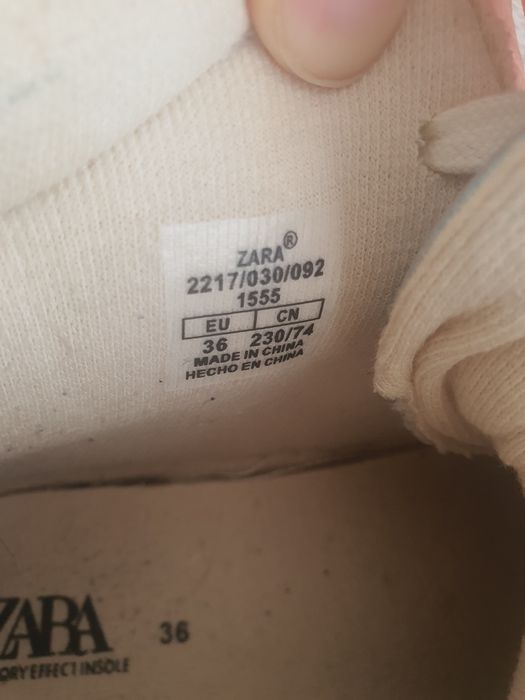 ZARA®
2217/030/092
1555
EU CN
36 230/74
MADE IN CHINA
HECHO EN CHINA
ZARA 36
ORY EFFECT INSOLE